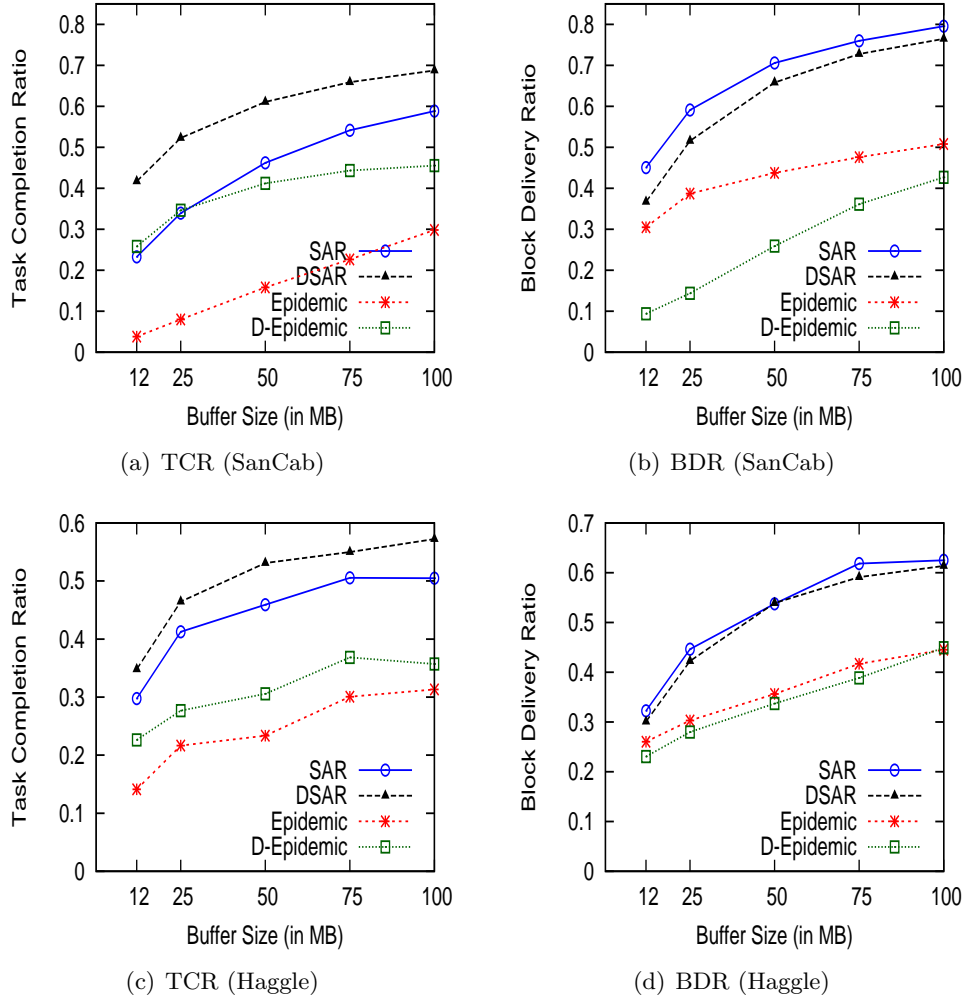 0.8
0.7
0.6
0.5
0.4
0.3
0.2
0.1
0
12 25 50 75 100
Task Completion Ratio
Buffer Size (in MB)
SAR
DSAR
Epidemic
D-Epidemic
(a) TCR (SanCab)
0.8
0.7
0.6
0.5
0.4
0.3
0.2
0.1
0
12 25 50 75 100
Block Delivery Ratio
Buffer Size (in MB)
SAR
DSAR
Epidemic
D-Epidemic
(b) BDR (SanCab)
0.6
0.5
0.4
0.3
0.2
0.1
0
12 25 50 75 100
Task Completion Ratio
Buffer Size (in MB)
SAR
DSAR
Epidemic
D-Epidemic
(c) TCR (Haggle)
0.7
0.6
0.5
0.4
0.3
0.2
0.1
0
12 25 50 75 100
Block Delivery Ratio
Buffer Size (in MB)
SAR
DSAR
Epidemic
D-Epidemic
(d) BDR (Haggle)